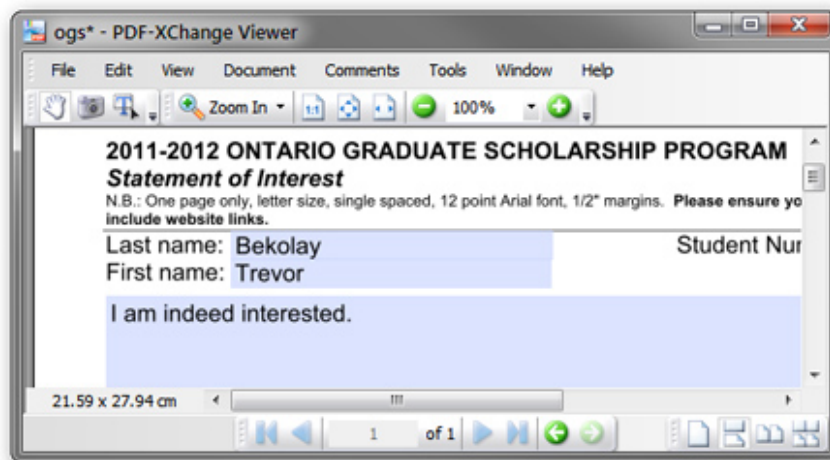 ogs* - PDF-XChange Viewer
File Edit View Document Comments Tools Window Help
Zoom In 1:1 100%
2011-2012 ONTARIO GRADUATE SCHOLARSHIP PROGRAM
Statement of Interest
N.B.: One page only, letter size, single spaced, 12 point Arial font, 1/2" margins. Please ensure yo
include website links.
Last name: Bekolay Student Nur
First name: Trevor
I am indeed interested.
21.59 x 27.94 cm
1 of 1